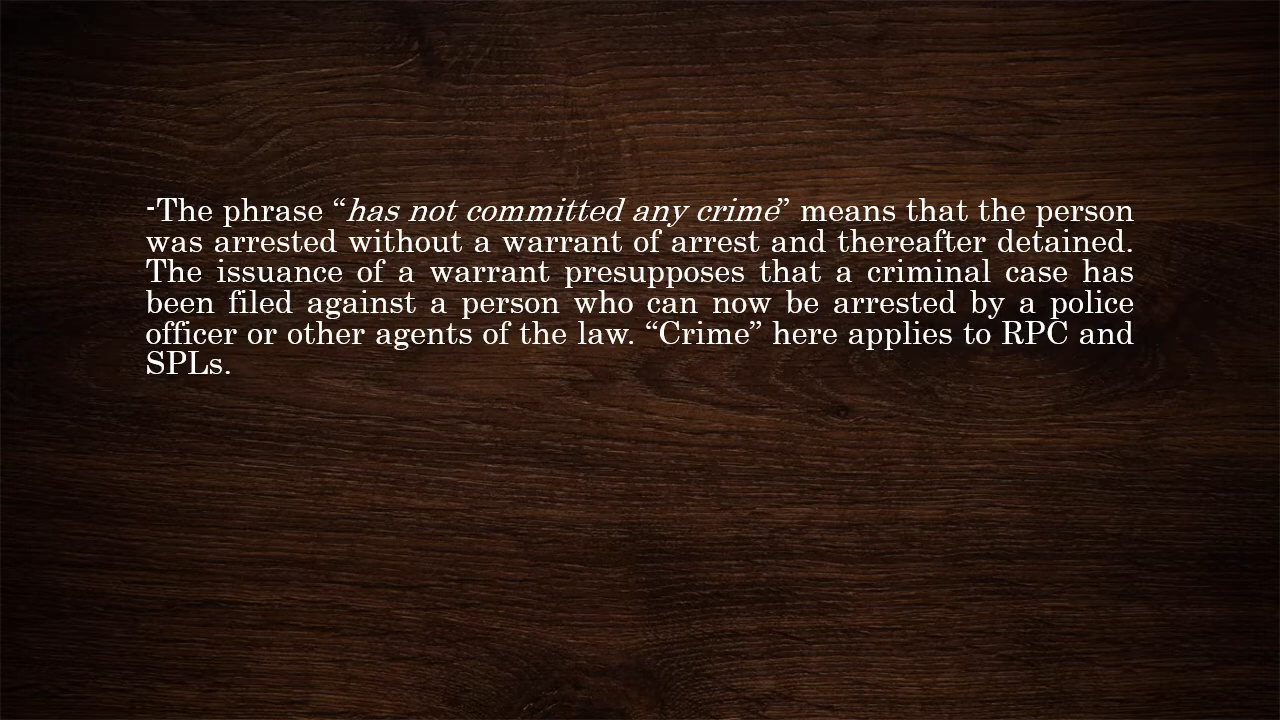 -The phrase “has not committed any crime” means that the person
was arrested without a warrant of arrest and thereafter detained.
The issuance of a warrant presupposes that a criminal case has
been filed against a person who can now be arrested by a police
officer or other agents of the law. “Crime” here applies to RPC and
SPLs.